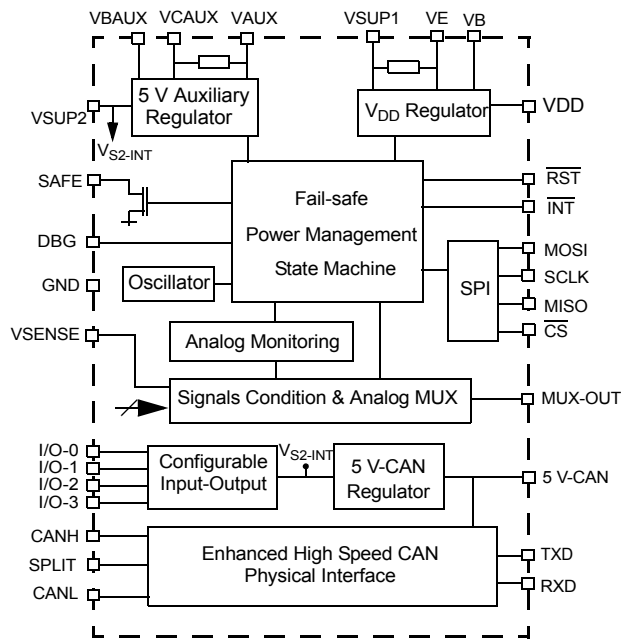 VBAUX VCAUX VAUX VSUP1 VE VB
5 V Auxiliary
Regulator
V_DD Regulator
VDD
VSUP2
V_S2-INT
SAFE
DBG
GND
VSENSE
Fail-safe
Power Management
State Machine
Oscillator
Analog Monitoring
Signals Condition & Analog MUX
RST
INT
SPI
MOSI
SCLK
MISO
CS
MUX-OUT
I/O-0
I/O-1
I/O-2
I/O-3
Configurable
Input-Output
V_S2-INT
5 V-CAN
Regulator
5 V-CAN
CANH
SPLIT
CANL
Enhanced High Speed CAN
Physical Interface
TXD
RXD